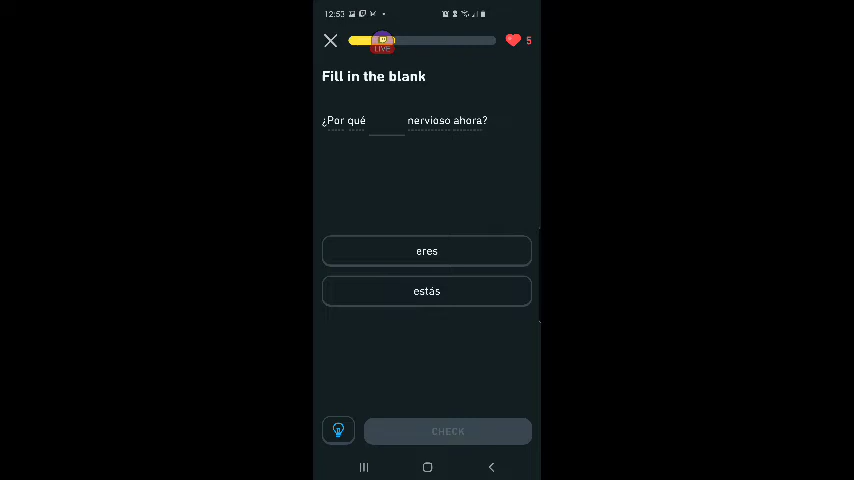 12:53
5
LIVE
Fill in the blank
¿Por qué nervioso ahora?
eres
estás
CHECK